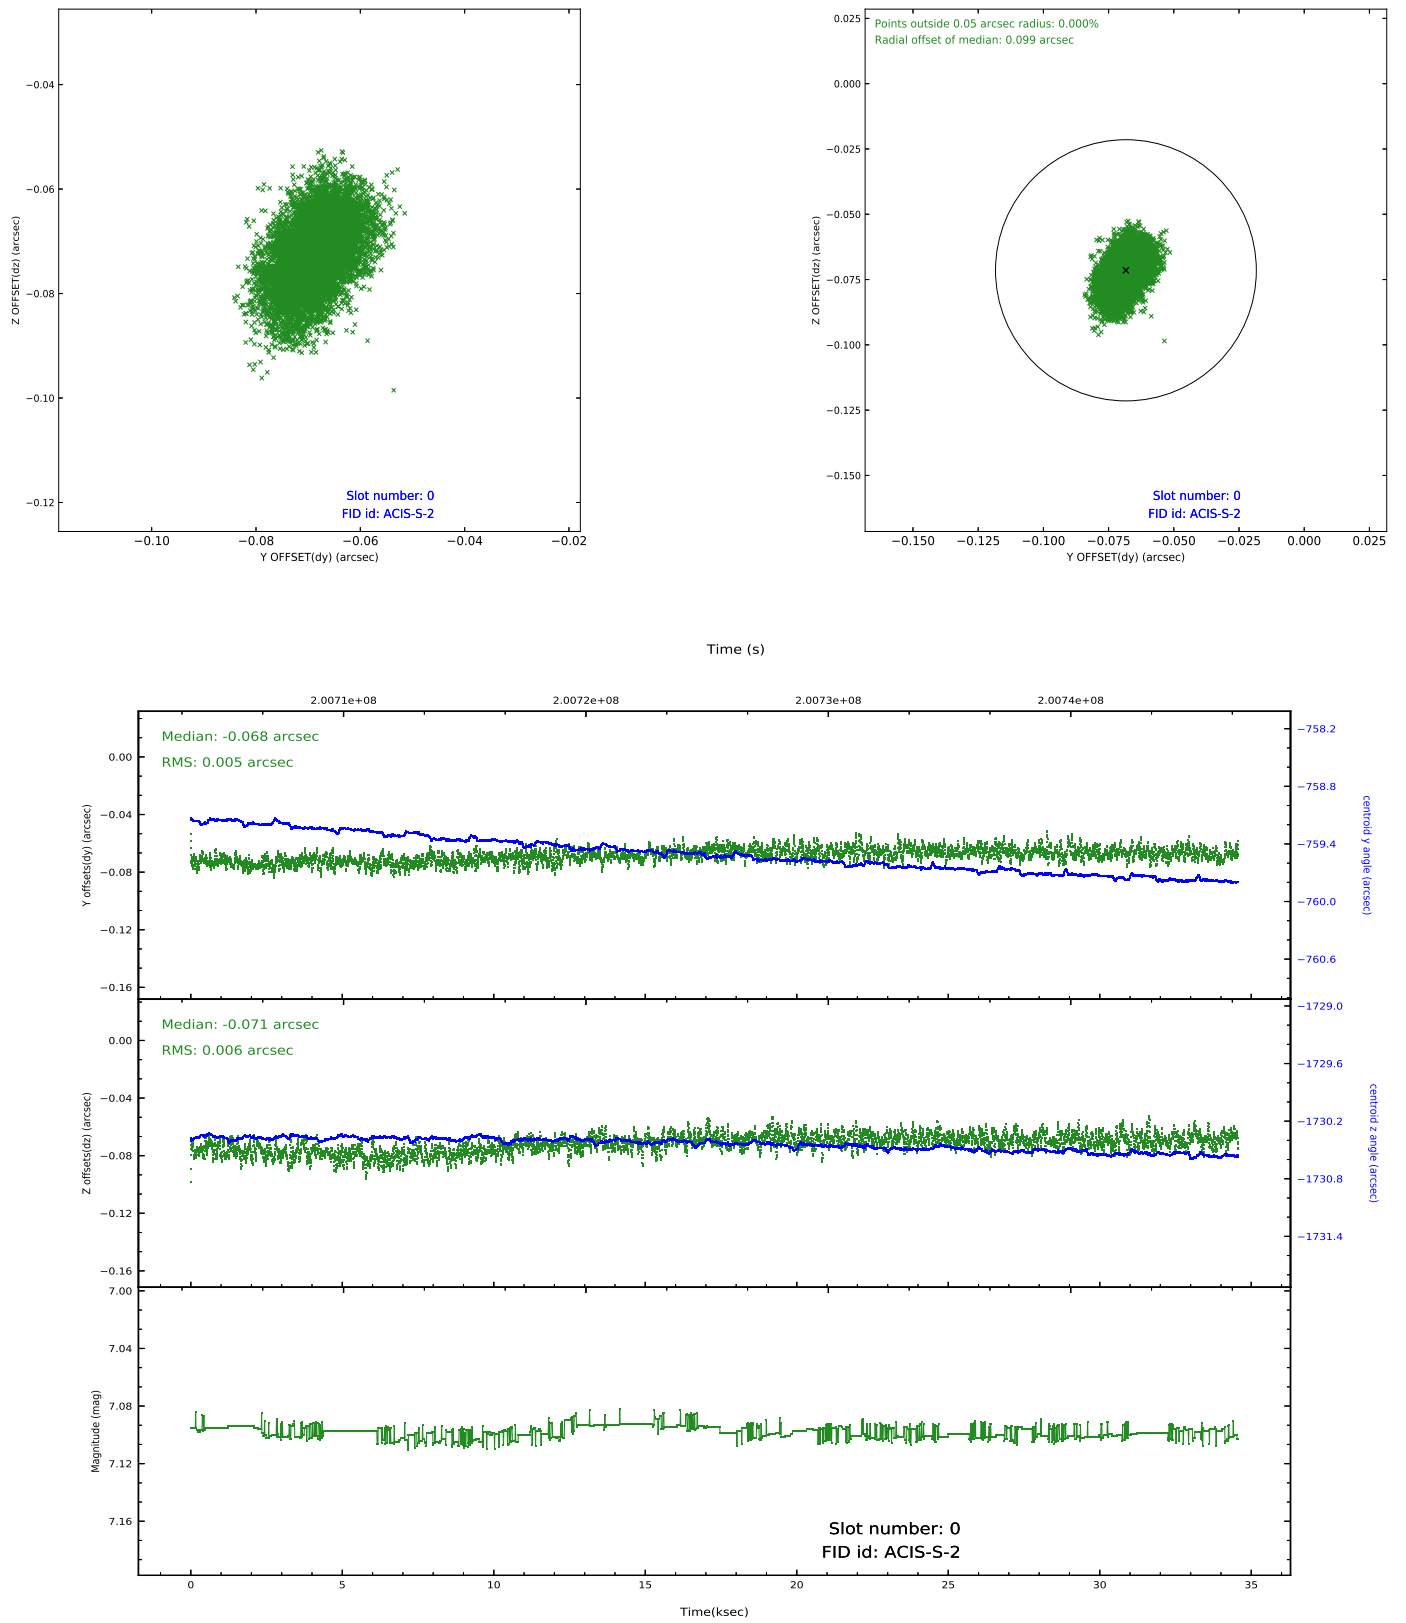 −0.04
−0.06
−0.08
−0.10
−0.12
Z OFFSET(dz) (arcsec)
Slot number: 0
FID id: ACIS-S-2
−0.10 −0.08 −0.06 −0.04 −0.02
Y OFFSET(dy) (arcsec)
Points outside 0.05 arcsec radius: 0.000%
Radial offset of median: 0.099 arcsec
0.025
0.000
−0.025
−0.050
−0.075
−0.100
−0.125
−0.150
Z OFFSET(dz) (arcsec)
Slot number: 0
FID id: ACIS-S-2
−0.150 −0.125 −0.100 −0.075 −0.050 −0.025 0.000 0.025
Y OFFSET(dy) (arcsec)
Time (s)
2.0071e+08 2.0072e+08 2.0073e+08 2.0074e+08
Median: -0.068 arcsec
RMS: 0.005 arcsec
0.00
−0.04
−0.08
−0.12
−0.16
Y offsets(dy) (arcsec)
−758.2
−758.8
−759.4
−760.0
−760.6
centroid y angle (arcsec)
Median: -0.071 arcsec
RMS: 0.006 arcsec
0.00
−0.04
−0.08
−0.12
−0.16
Z offsets(dz) (arcsec)
−1729.0
−1729.6
−1730.2
−1730.8
−1731.4
centroid z angle (arcsec)
7.00
7.04
7.08
7.12
7.16
Magnitude (mag)
Slot number: 0
FID id: ACIS-S-2
0 5 10 15 20 25 30 35
Time(ksec)